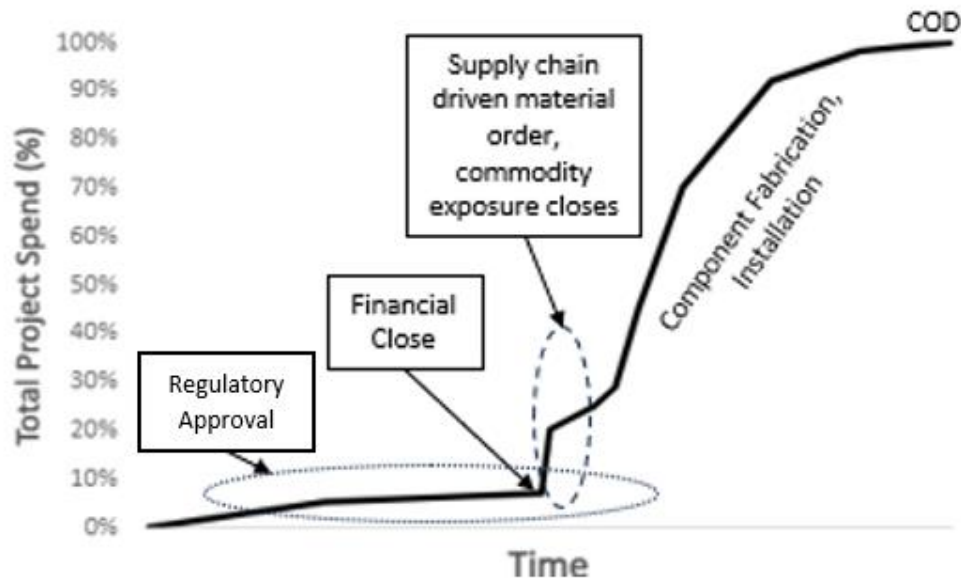 COD
100%
90%
80%
70%
60%
50%
40%
30%
20%
10%
0%
Total Project Spend (%)
Supply chain
driven material
order,
commodity
exposure closes
Financial
Close
Regulatory
Approval
Component Fabrication,
Installation
Time